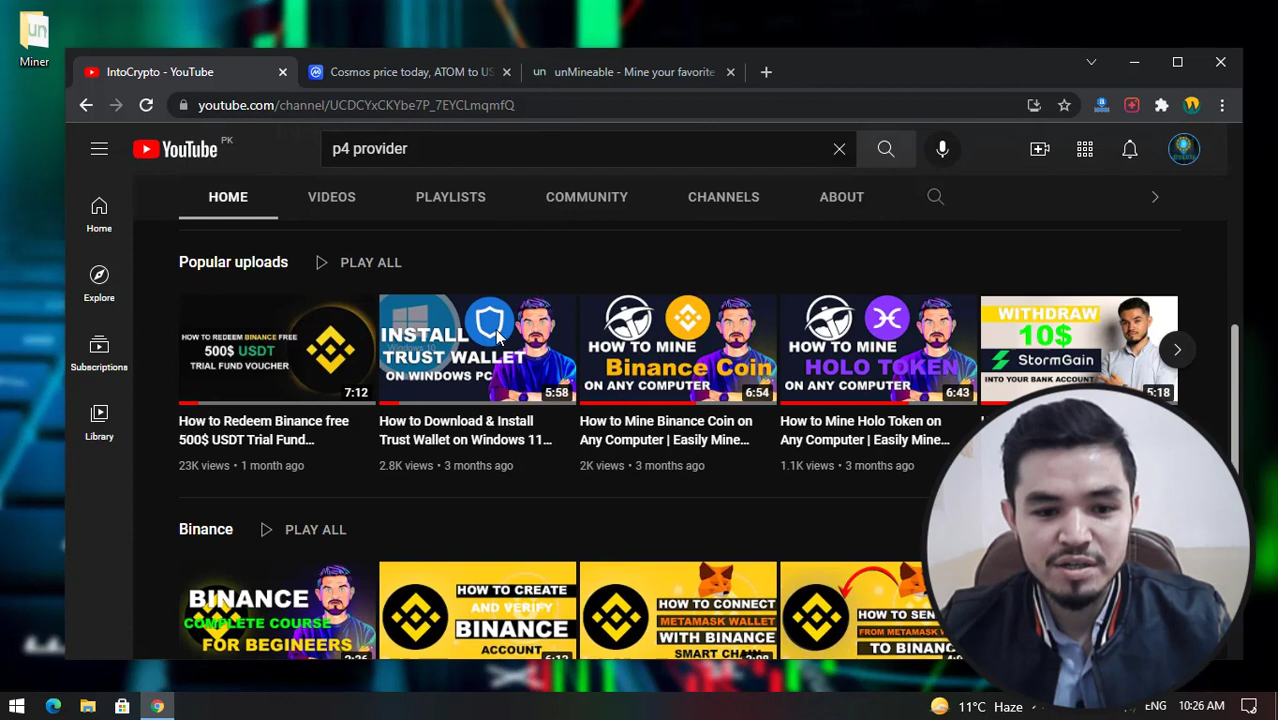 un
Miner
IntoCrypto - YouTube
Cosmos price today, ATOM to US
un
unMineable - Mine your favorite
youtube.com/channel/UCDCYxCKYbe7P_7EYCLmqmfQ
YouTube PK
p4 provider
HOME VIDEOS PLAYLISTS COMMUNITY CHANNELS ABOUT
Home
Explore
Subscriptions
Library
Popular uploads PLAY ALL
HOW TO REDEEM BINANCE FREE
500$ USDT
TRIAL FUND VOUCHER
7:12
How to Redeem Binance free
500$ USDT Trial Fund...
23K views • 1 month ago
INSTALL
TRUST WALLET
ON WINDOWS PC
5:58
How to Download & Install
Trust Wallet on Windows 11...
2.8K views • 3 months ago
HOW TO MINE
Binance Coin
ON ANY COMPUTER
6:54
How to Mine Binance Coin on
Any Computer | Easily Mine...
2K views • 3 months ago
HOW TO MINE
HOLO TOKEN
ON ANY COMPUTER
6:43
How to Mine Holo Token on
Any Computer | Easily Mine...
1.1K views • 3 months ago
WITHDRAW
10$
StormGain
INTO YOUR BANK ACCOUNT
5:18
Binance PLAY ALL
BINANCE
COMPLETE COURSE
FOR BEGINEERS
HOW TO CREATE
AND VERIFY
BINANCE
ACCOUNT
HOW TO CONNECT
METAMASK WALLET
WITH BINANCE
SMART CHAIN
HOW TO SEN
FROM METAMASK W
TO BINANC
11°C Haze
ENG
10:26 AM